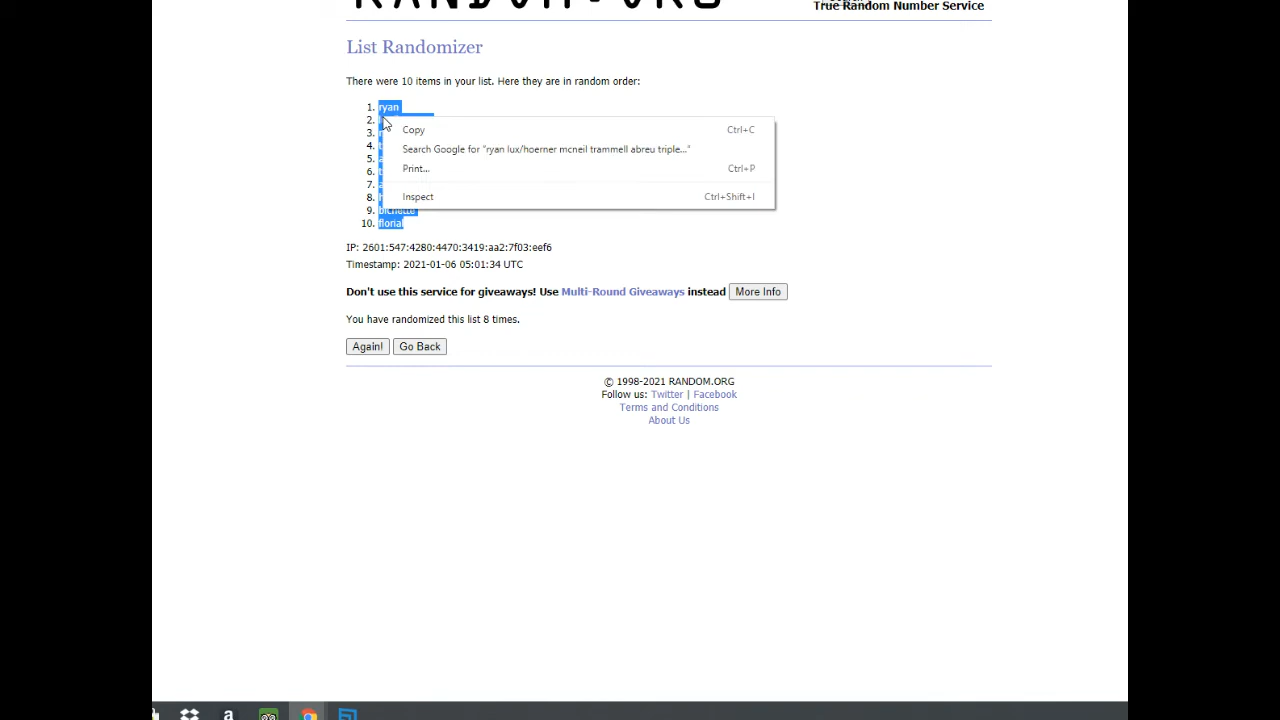 RANDOM.ORG
True Random Number Service
List Randomizer
There were 10 items in your list. Here they are in random order:
1. ryan
2.
3.
4.
5.
6.
7.
8.
9. bichette
10. florial
Copy Ctrl+C
Search Google for "ryan lux/hoerner mcneil trammell abreu triple..."
Print... Ctrl+P
Inspect Ctrl+Shift+I
IP: 2601:547:4280:4470:3419:aa2:7f03:eef6
Timestamp: 2021-01-06 05:01:34 UTC
Don't use this service for giveaways! Use Multi-Round Giveaways instead More Info
You have randomized this list 8 times.
Again! Go Back
© 1998-2021 RANDOM.ORG
Follow us: Twitter | Facebook
Terms and Conditions
About Us